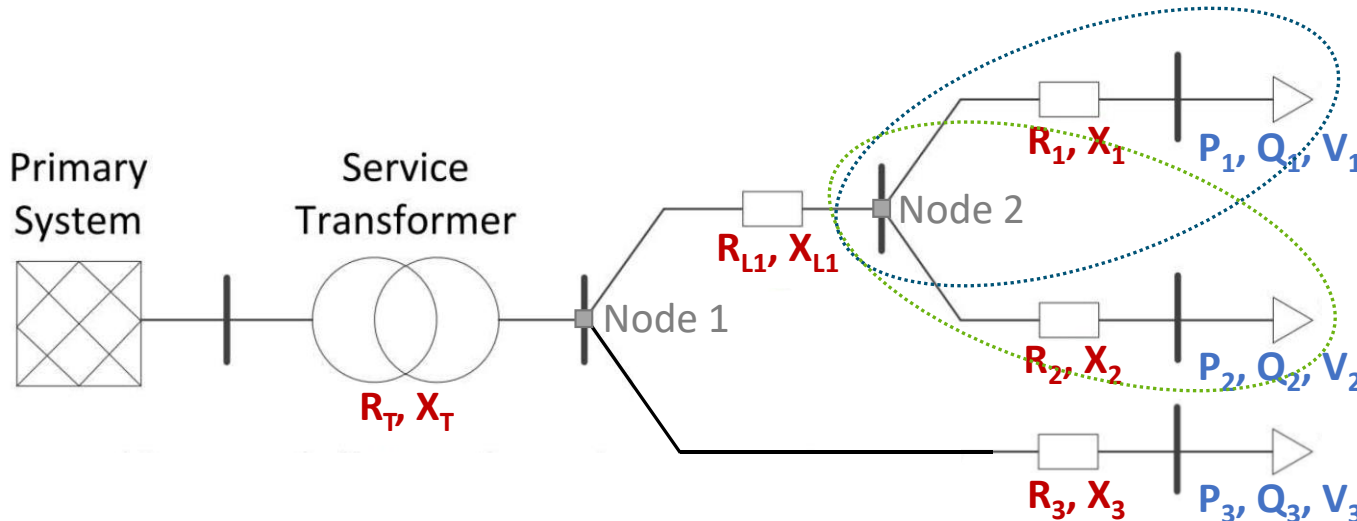 Primary
System
Service
Transformer
R_T, X_T
Node 1
R_L1, X_L1
Node 2
R_1, X_1
P_1, Q_1, V_1
R_2, X_2
P_2, Q_2, V_2
R_3, X_3
P_3, Q_3, V_3